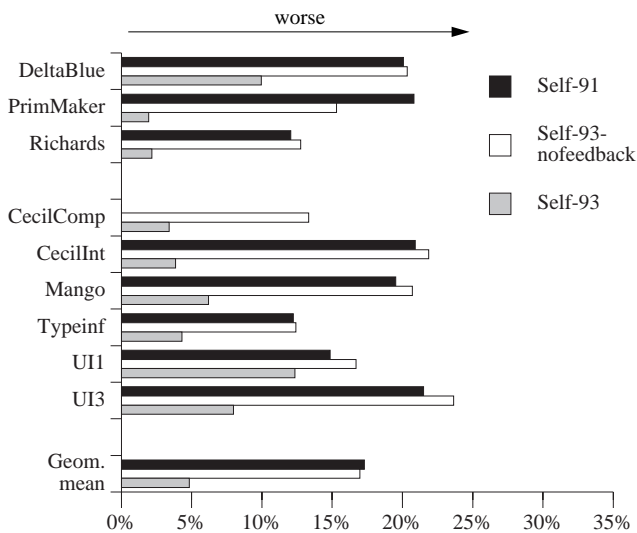 worse
DeltaBlue
PrimMaker
Richards
CecilComp
CecilInt
Mango
Typeinf
UI1
UI3
Geom.
mean
0% 5% 10% 15% 20% 25% 30% 35%
Self-91
Self-93-
nofeedback
Self-93